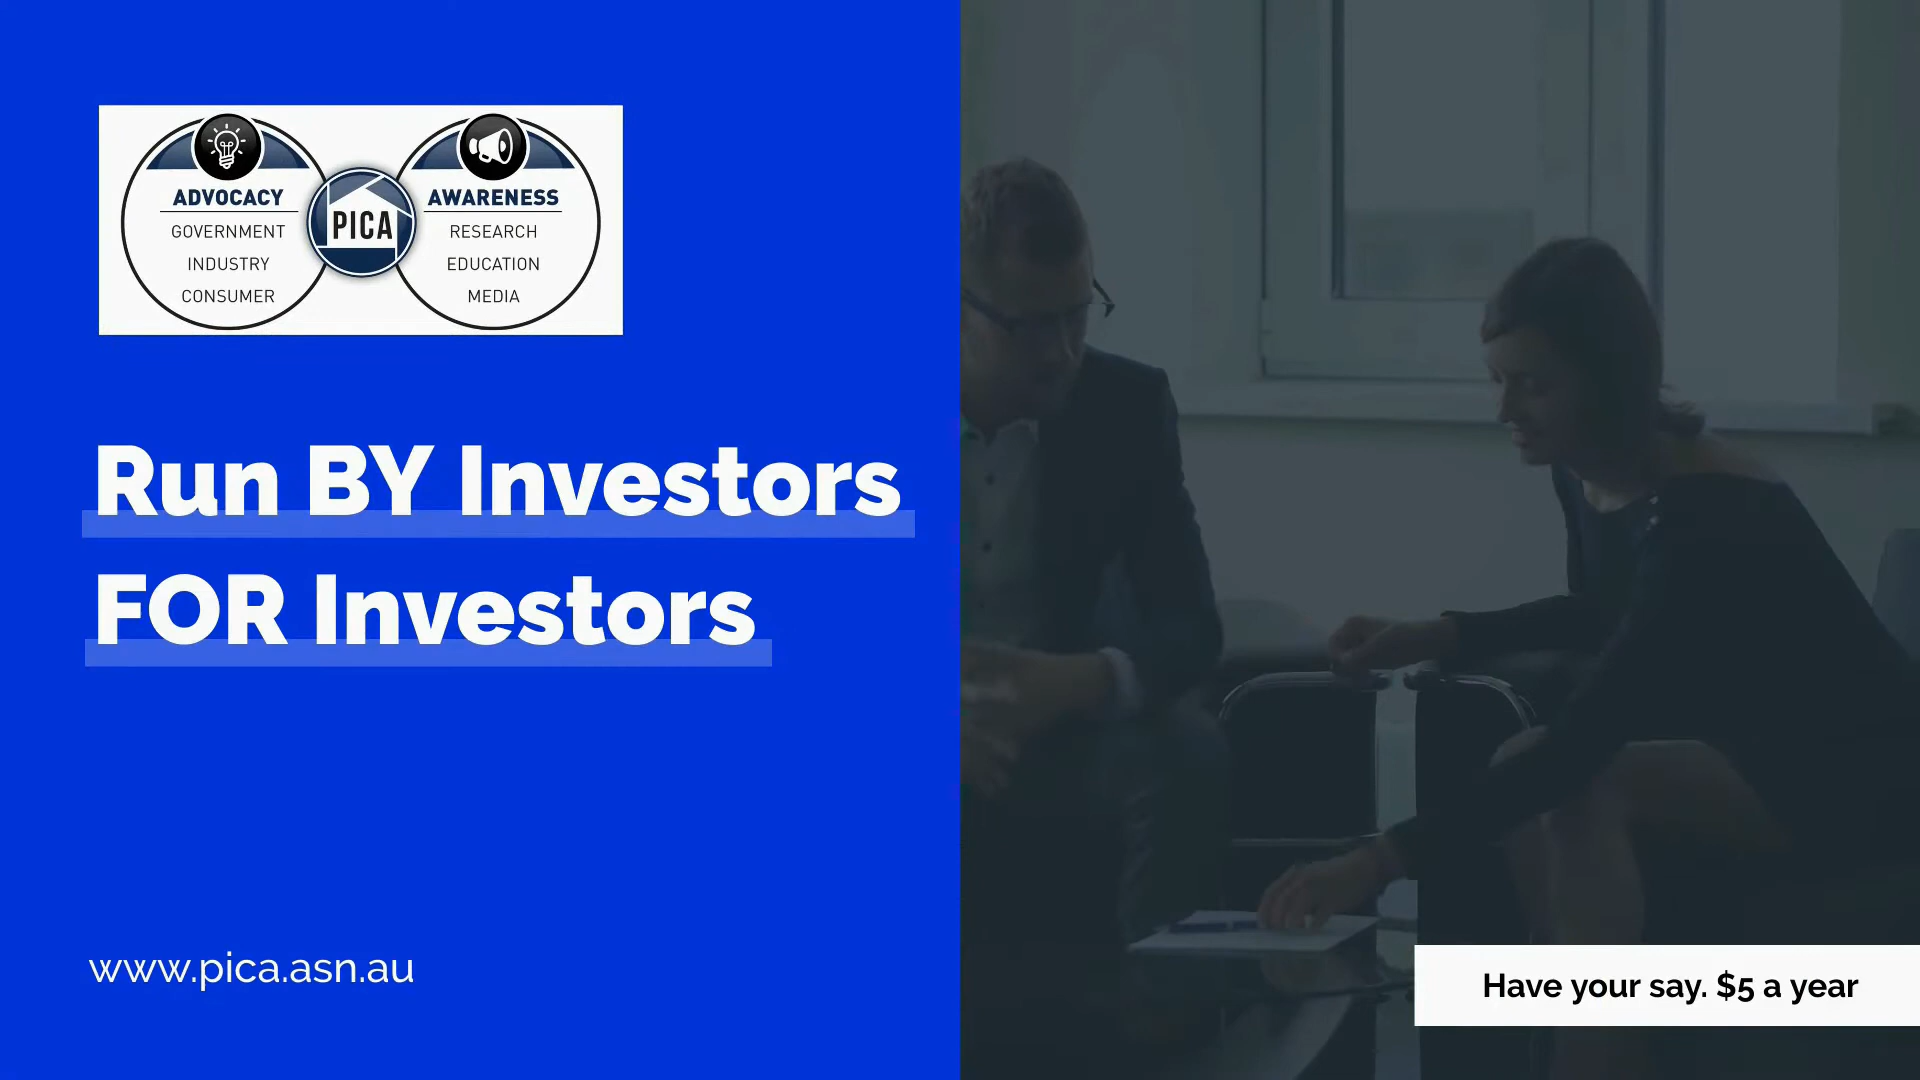 ADVOCACY
GOVERNMENT
INDUSTRY
CONSUMER
PICA
AWARENESS
RESEARCH
EDUCATION
MEDIA
Run BY Investors
FOR Investors
www.pica.asn.au
Have your say. $5 a year